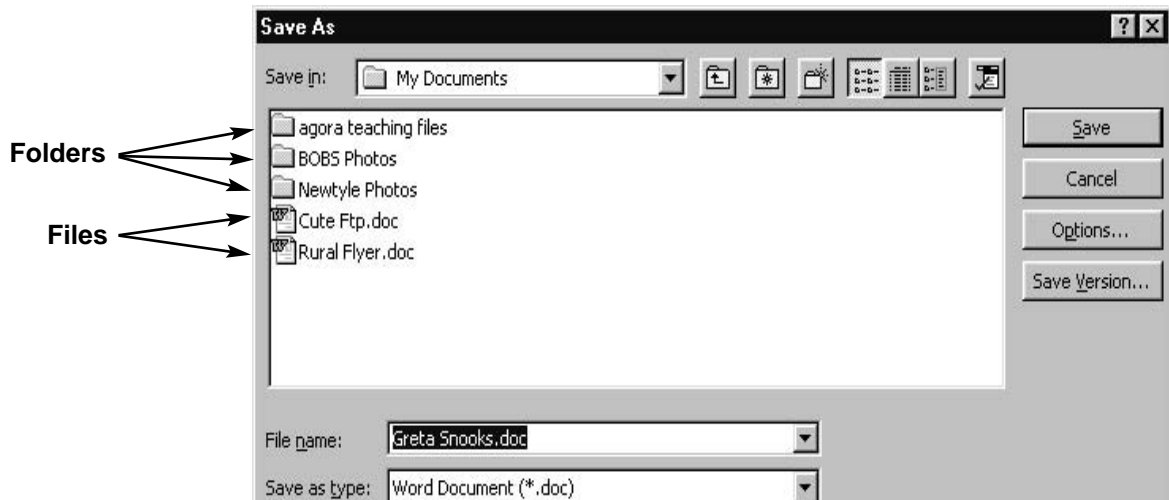 Save As
Save in: My Documents
Folders
agora teaching files
BOBS Photos
Newtyle Photos
Files
Cute Ftp.doc
Rural Flyer.doc
Save
Cancel
Options...
Save Version...
File name: Greta Snooks.doc
Save as type: Word Document (*.doc)